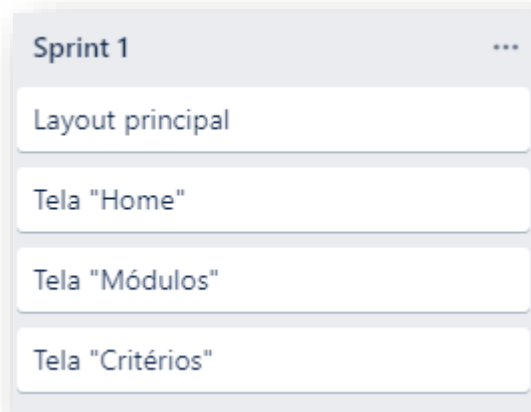 Sprint 1
Layout principal
Tela "Home"
Tela "Módulos"
Tela "Critérios"